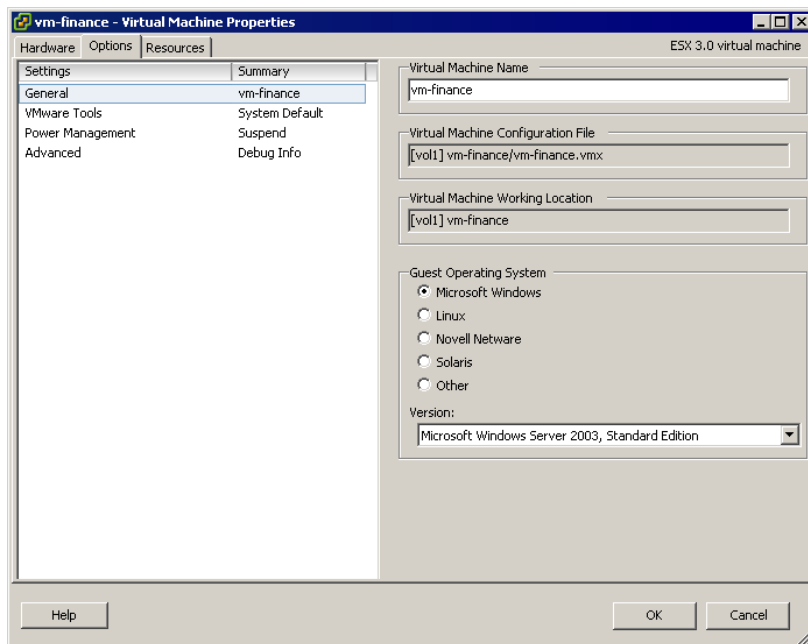 vm-finance - Virtual Machine Properties
Hardware Options Resources ESX 3.0 virtual machine
Settings Summary
General vm-finance
VMware Tools System Default
Power Management Suspend
Advanced Debug Info
Virtual Machine Name
vm-finance
Virtual Machine Configuration File
[vol1] vm-finance/vm-finance.vmx
Virtual Machine Working Location
[vol1] vm-finance
Guest Operating System
Microsoft Windows
Linux
Novell Netware
Solaris
Other
Version:
Microsoft Windows Server 2003, Standard Edition
Help OK Cancel